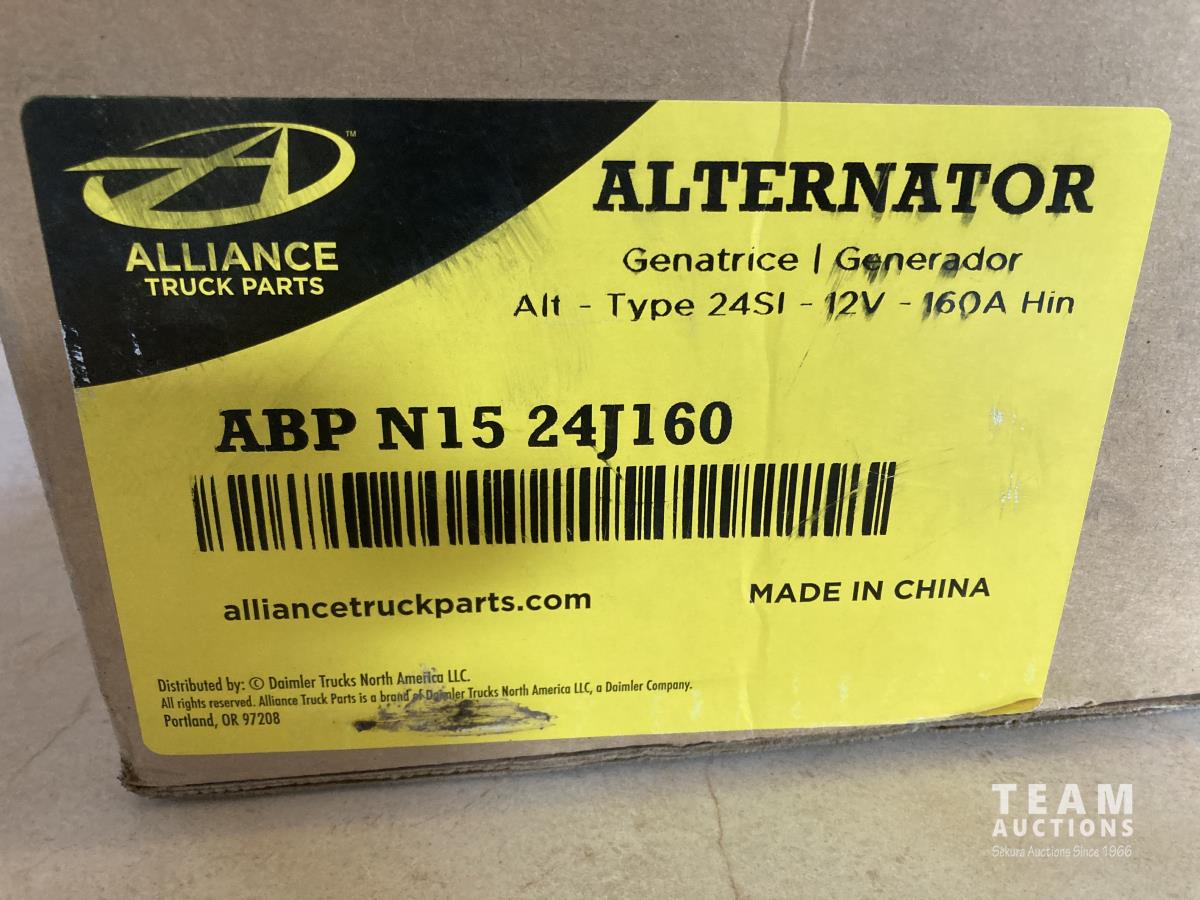 ALLIANCE
TRUCK PARTS
TM
ALTERNATOR
Genatrice | Generador
Alt - Type 24SI - 12V - 160A Hin
ABP N15 24J160
alliancetruckparts.com
MADE IN CHINA
Distributed by: © Daimler Trucks North America LLC.
All rights reserved. Alliance Truck Parts is a brand of Daimler Trucks North America LLC, a Daimler Company.
Portland, OR 97208
TEAM
AUCTIONS
Sekura Auctions Since 1966